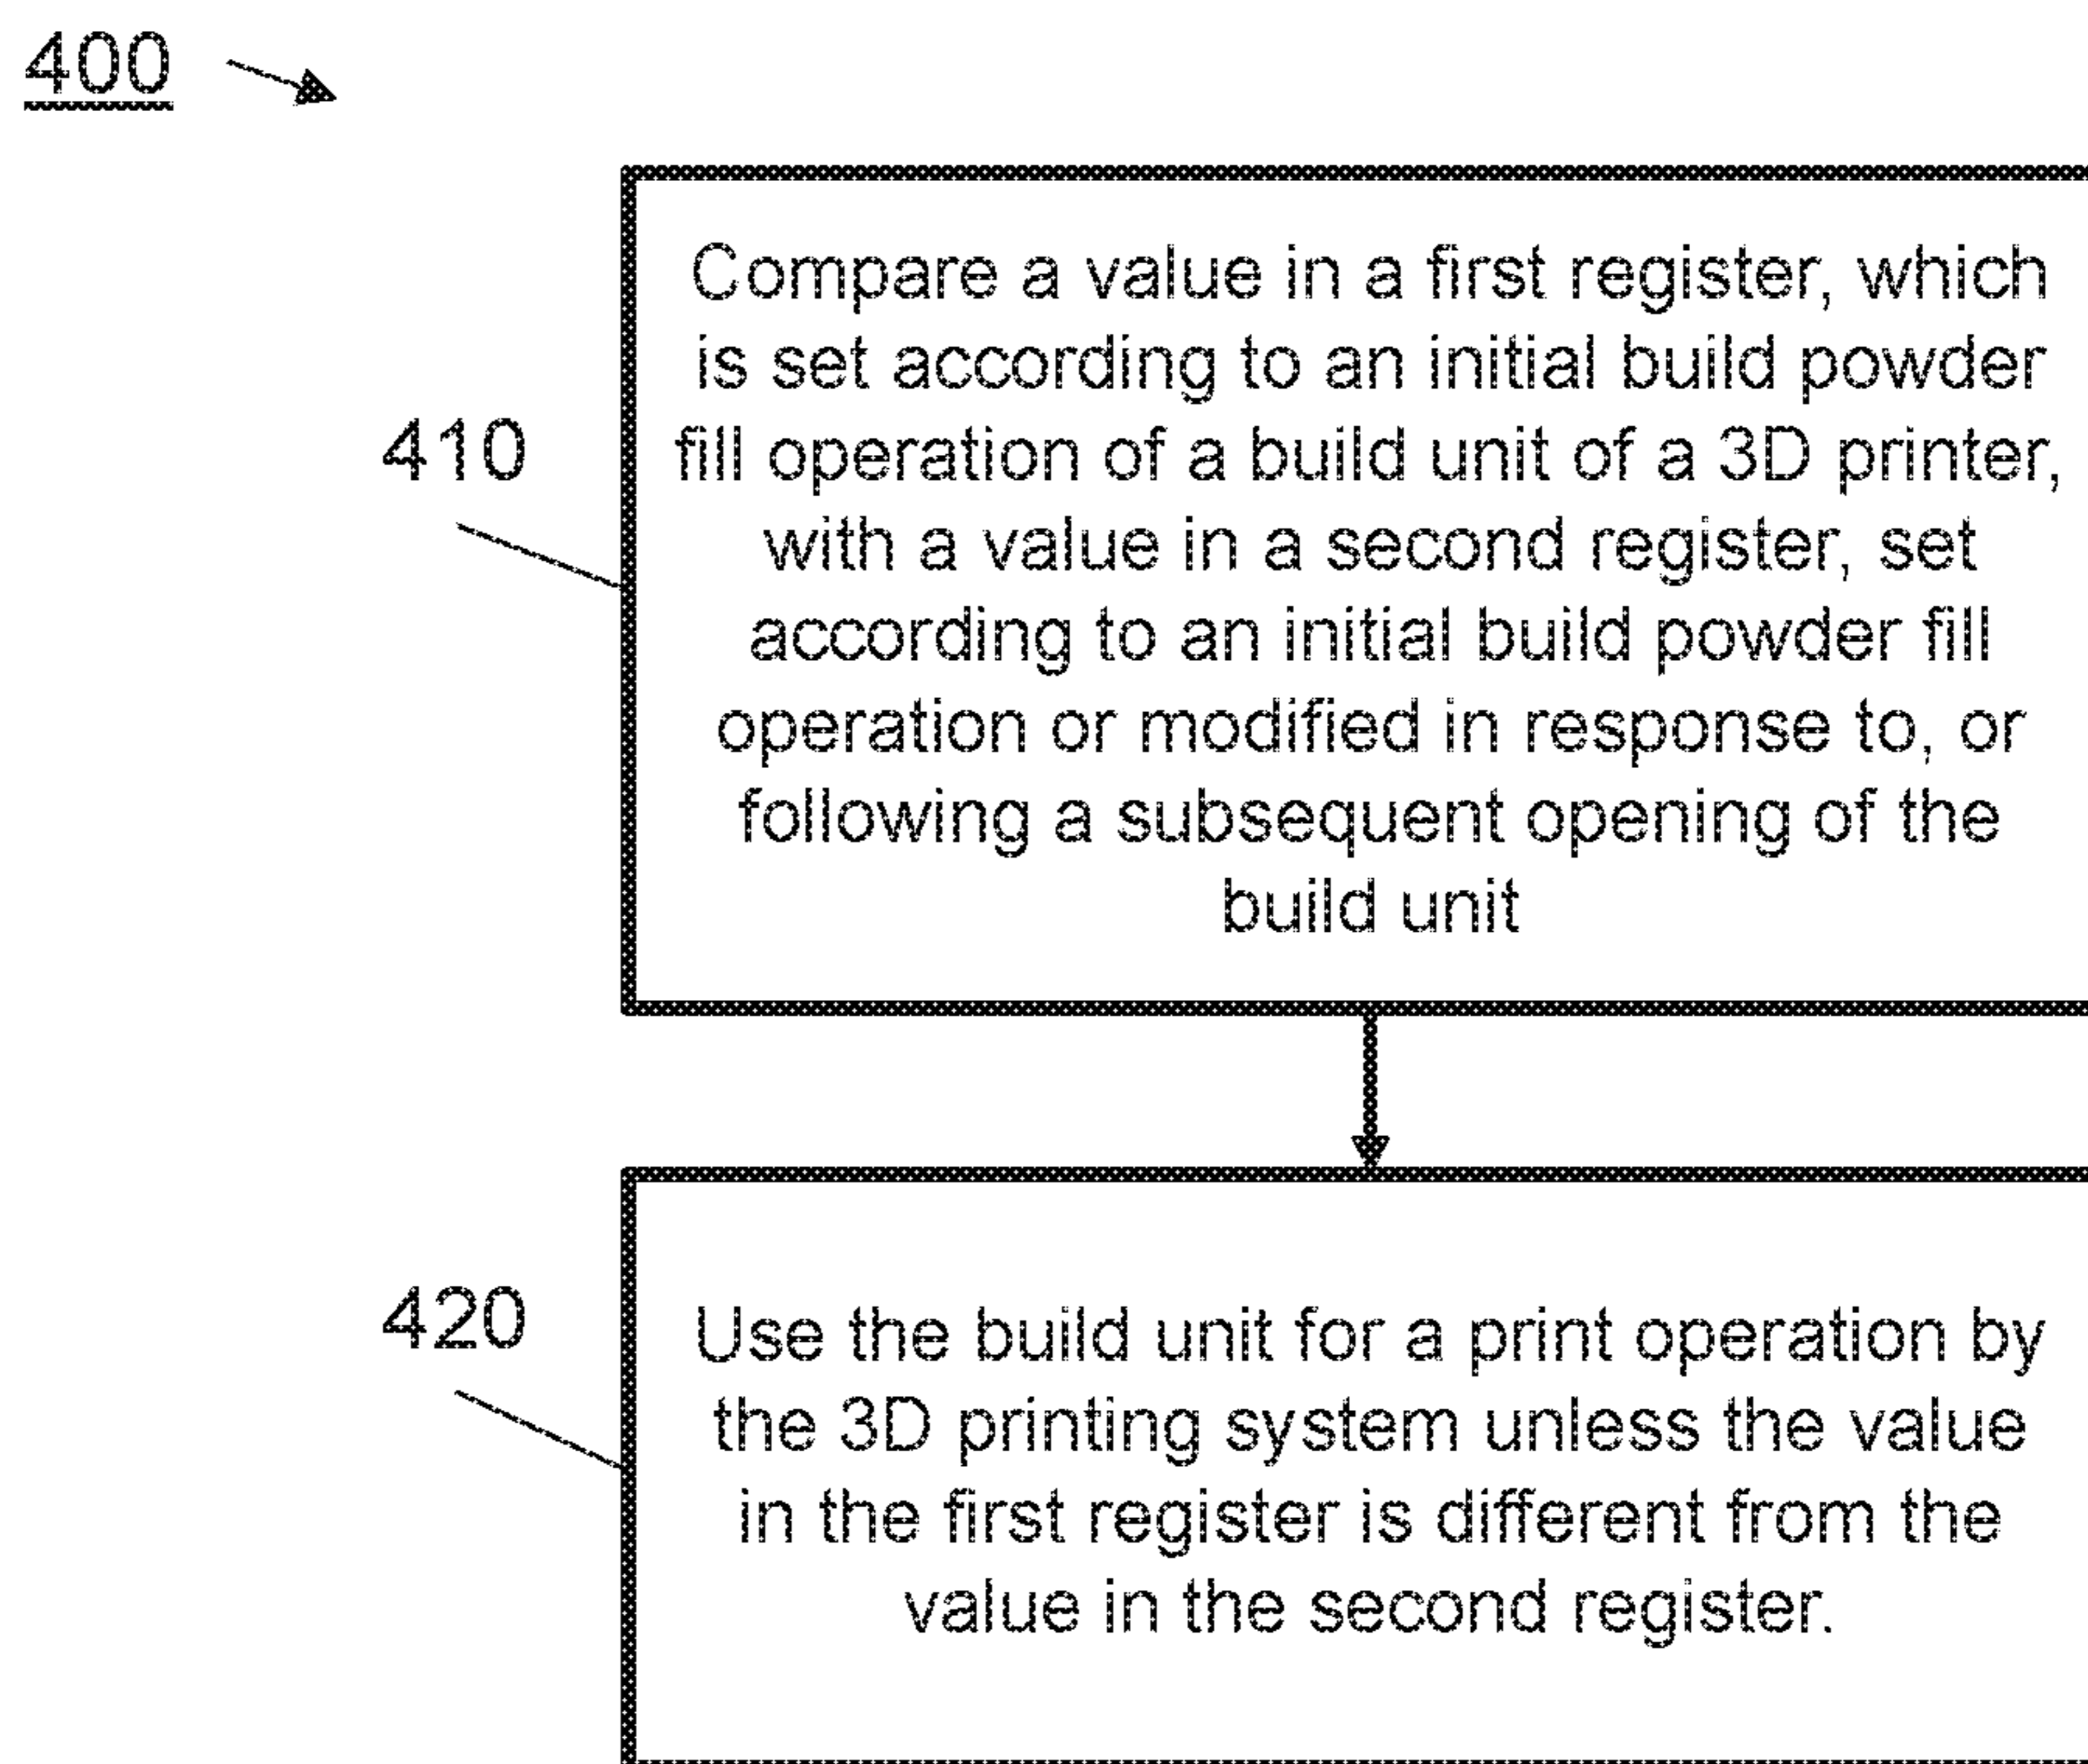 400
410
Compare a value in a first register, which
is set according to an initial build powder
fill operation of a build unit of a 3D printer,
with a value in a second register, set
according to an initial build powder fill
operation or modified in response to, or
following a subsequent opening of the
build unit
420
Use the build unit for a print operation by
the 3D printing system unless the value
in the first register is different from the
value in the second register.